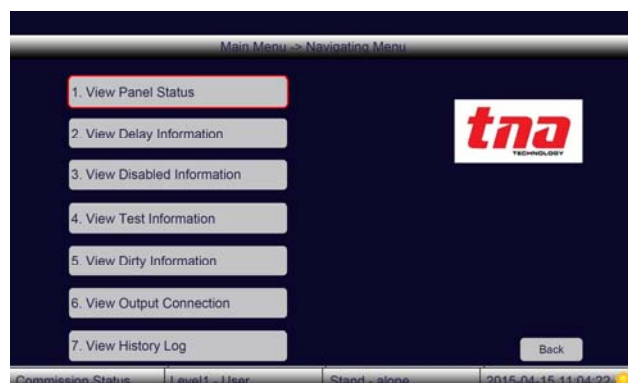 Main Menu -> Navigating Menu
1. View Panel Status
tna
TECHNOLOGY
2. View Delay Information
3. View Disabled Information
4. View Test Information
5. View Dirty Information
6. View Output Connection
7. View History Log
Back
Commission Status Level1 - User Stand - alone 2015-04-15 11:04:22